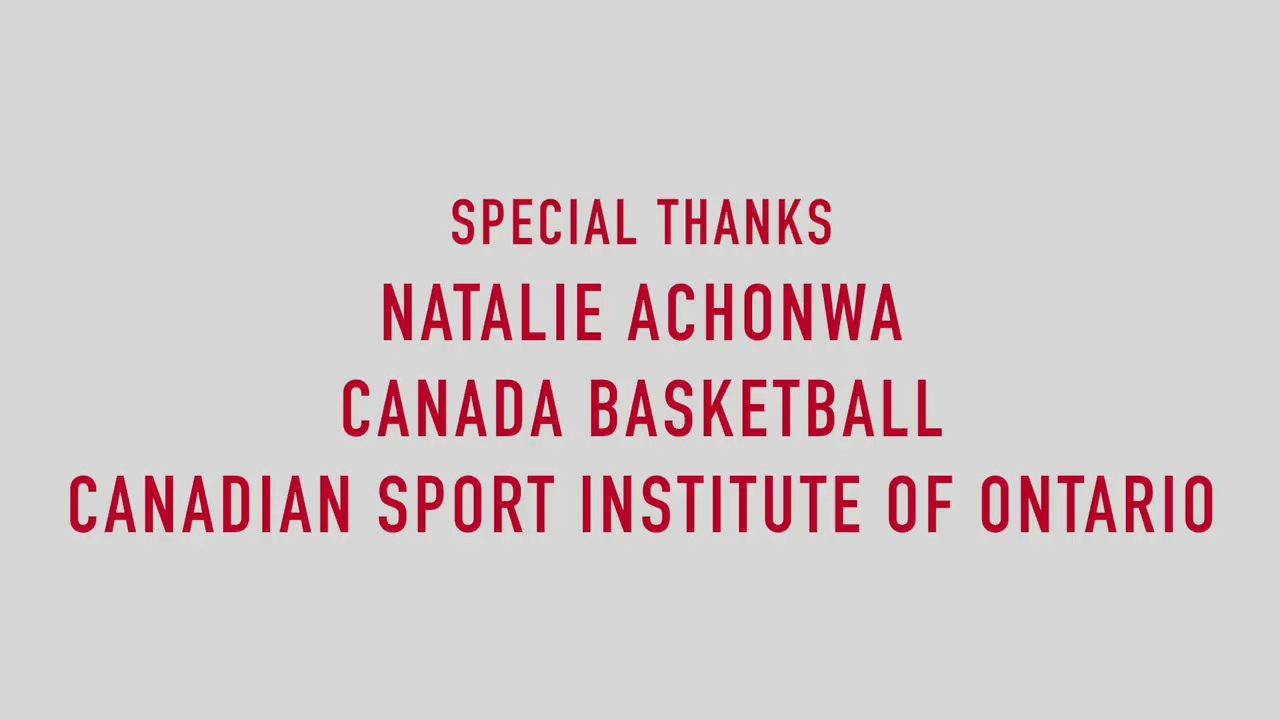 SPECIAL THANKS
NATALIE ACHONWA
CANADA BASKETBALL
CANADIAN SPORT INSTITUTE OF ONTARIO